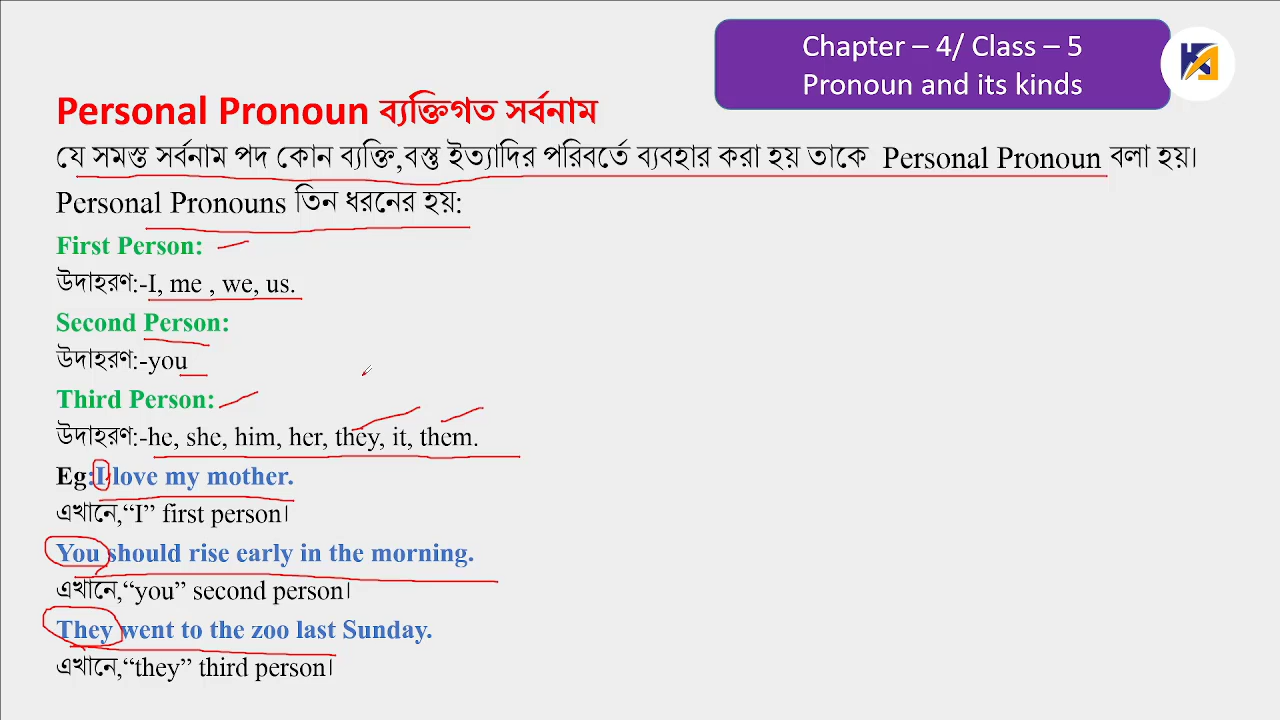 Chapter – 4/ Class – 5
Pronoun and its kinds
Personal Pronoun ব্যক্তিগত সর্বনাম
যে সমস্ত সর্বনাম পদ কোন ব্যক্তি,বস্তু ইত্যাদির পরিবর্তে ব্যবহার করা হয় তাকে Personal Pronoun বলা হয়।
Personal Pronouns তিন ধরনের হয়:
First Person:
উদাহরণ:-I, me , we, us.
Second Person:
উদাহরণ:-you
Third Person:
উদাহরণ:-he, she, him, her, they, it, them.
Eg:I love my mother.
এখানে,“I” first person।
You should rise early in the morning.
এখানে,“you” second person।
They went to the zoo last Sunday.
এখানে,“they” third person।